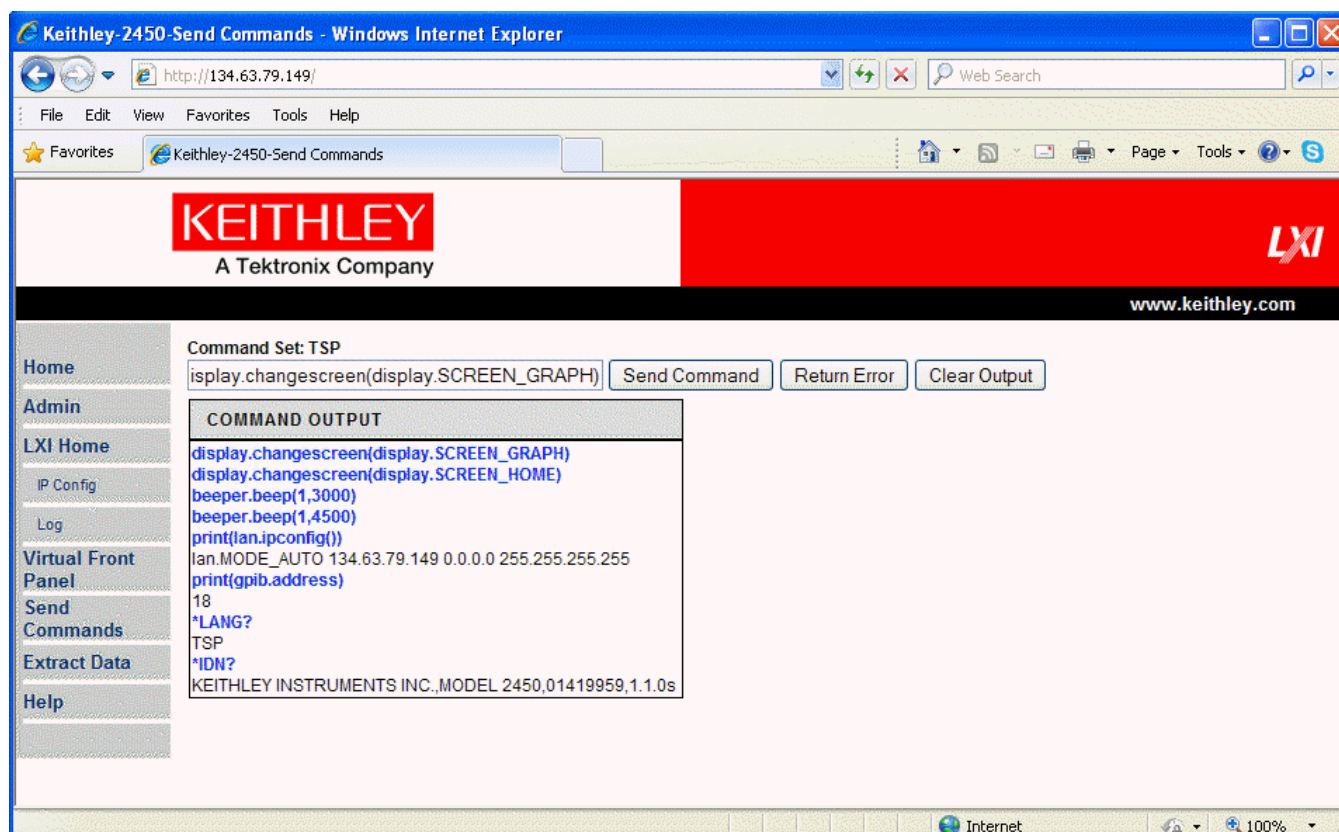 Keithley-2450-Send Commands - Windows Internet Explorer
http://134.63.79.149/
Web Search
File Edit View Favorites Tools Help
Favorites
Keithley-2450-Send Commands
Page Tools
KEITHLEY
A Tektronix Company
LXI
www.keithley.com
Home
Admin
LXI Home
IP Config
Log
Virtual Front
Panel
Send
Commands
Extract Data
Help
Command Set: TSP
isplay.changescreen(display.SCREEN_GRAPH) Send Command Return Error Clear Output
COMMAND OUTPUT
display.changescreen(display.SCREEN_GRAPH)
display.changescreen(display.SCREEN_HOME)
beeper.beep(1,3000)
beeper.beep(1,4500)
print(lan.ipconfig())
lan.MODE_AUTO 134.63.79.149 0.0.0.0 255.255.255.255
print(gpib.address)
18
*LANG?
TSP
*IDN?
KEITHLEY INSTRUMENTS INC.,MODEL 2450,01419959,1.1.0s
Internet
100%